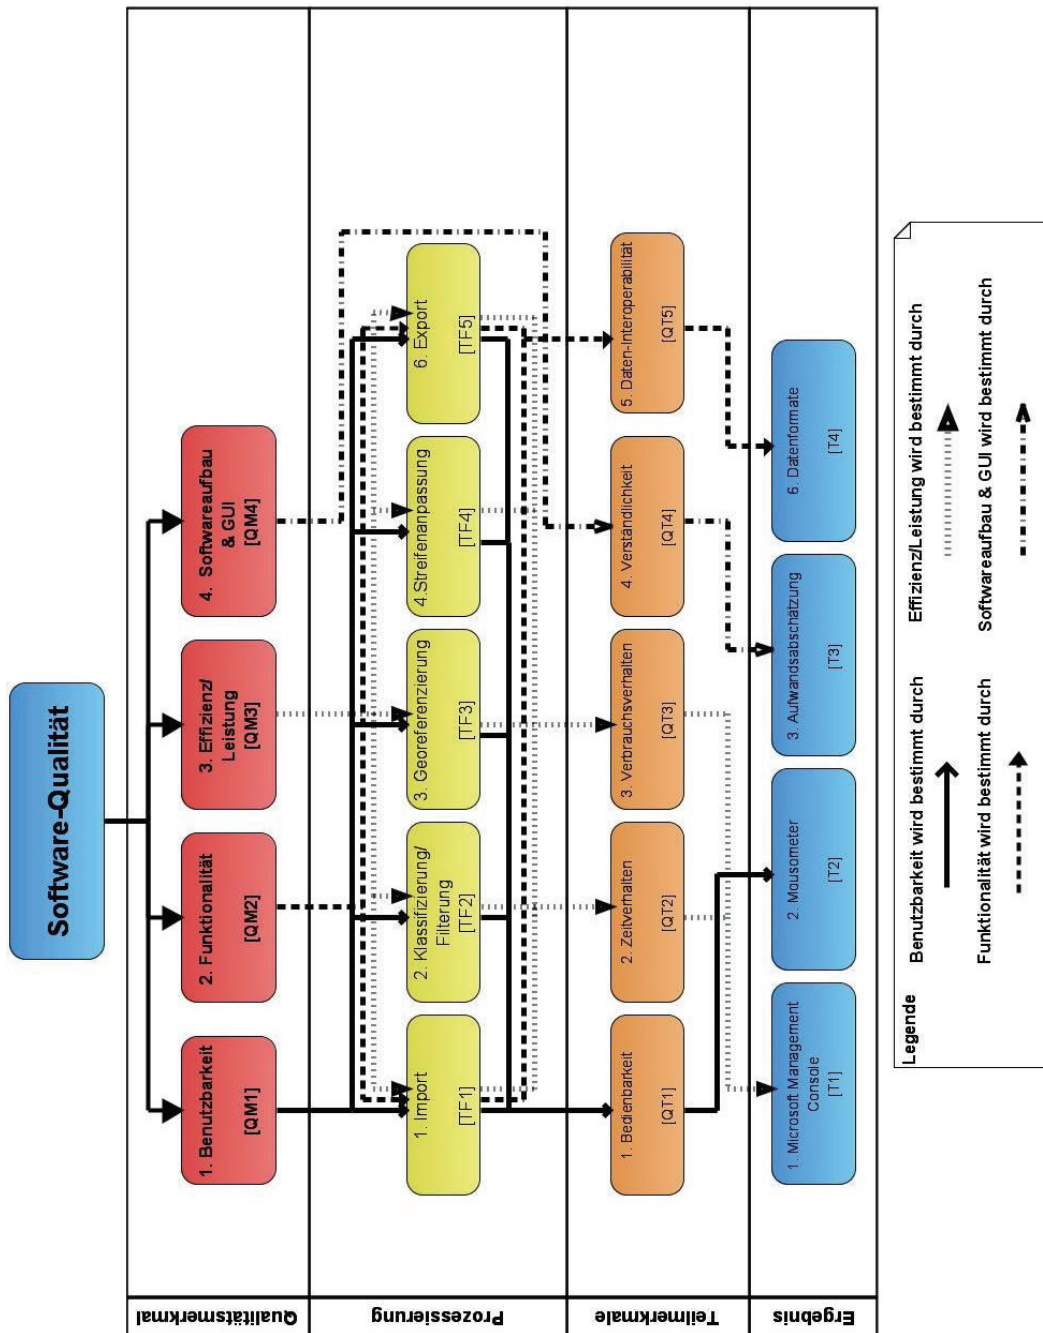 Software-Qualität
Qualitätsmerkmal
1. Benutzbarkeit
[QM1]
2. Funktionalität
[QM2]
3. Effizienz/
Leistung
[QM3]
4. Softwareaufbau
& GUI
[QM4]
Prozessierung
1. Import
[TF1]
2. Klassifizierung/
Filterung
[TF2]
3. Georeferenzierung
[TF3]
4.Streifenanpassung
[TF4]
6. Export
[TF5]
Teilmerkmale
1. Bedienbarkeit
[QT1]
2. Zeitverhalten
[QT2]
3. Verbrauchsverhalten
[QT3]
4. Verständlichkeit
[QT4]
5. Daten-Interoperabilität
[QT5]
Ergebnis
1. Microsoft Management
Console
[T1]
2. Mousometer
[T2]
3. Aufwandsabschätzung
[T3]
6. Datenformate
[T4]
Legende
Benutzbarkeit wird bestimmt durch
Effizienz/Leistung wird bestimmt durch
Funktionalität wird bestimmt durch
Softwareaufbau & GUI wird bestimmt durch